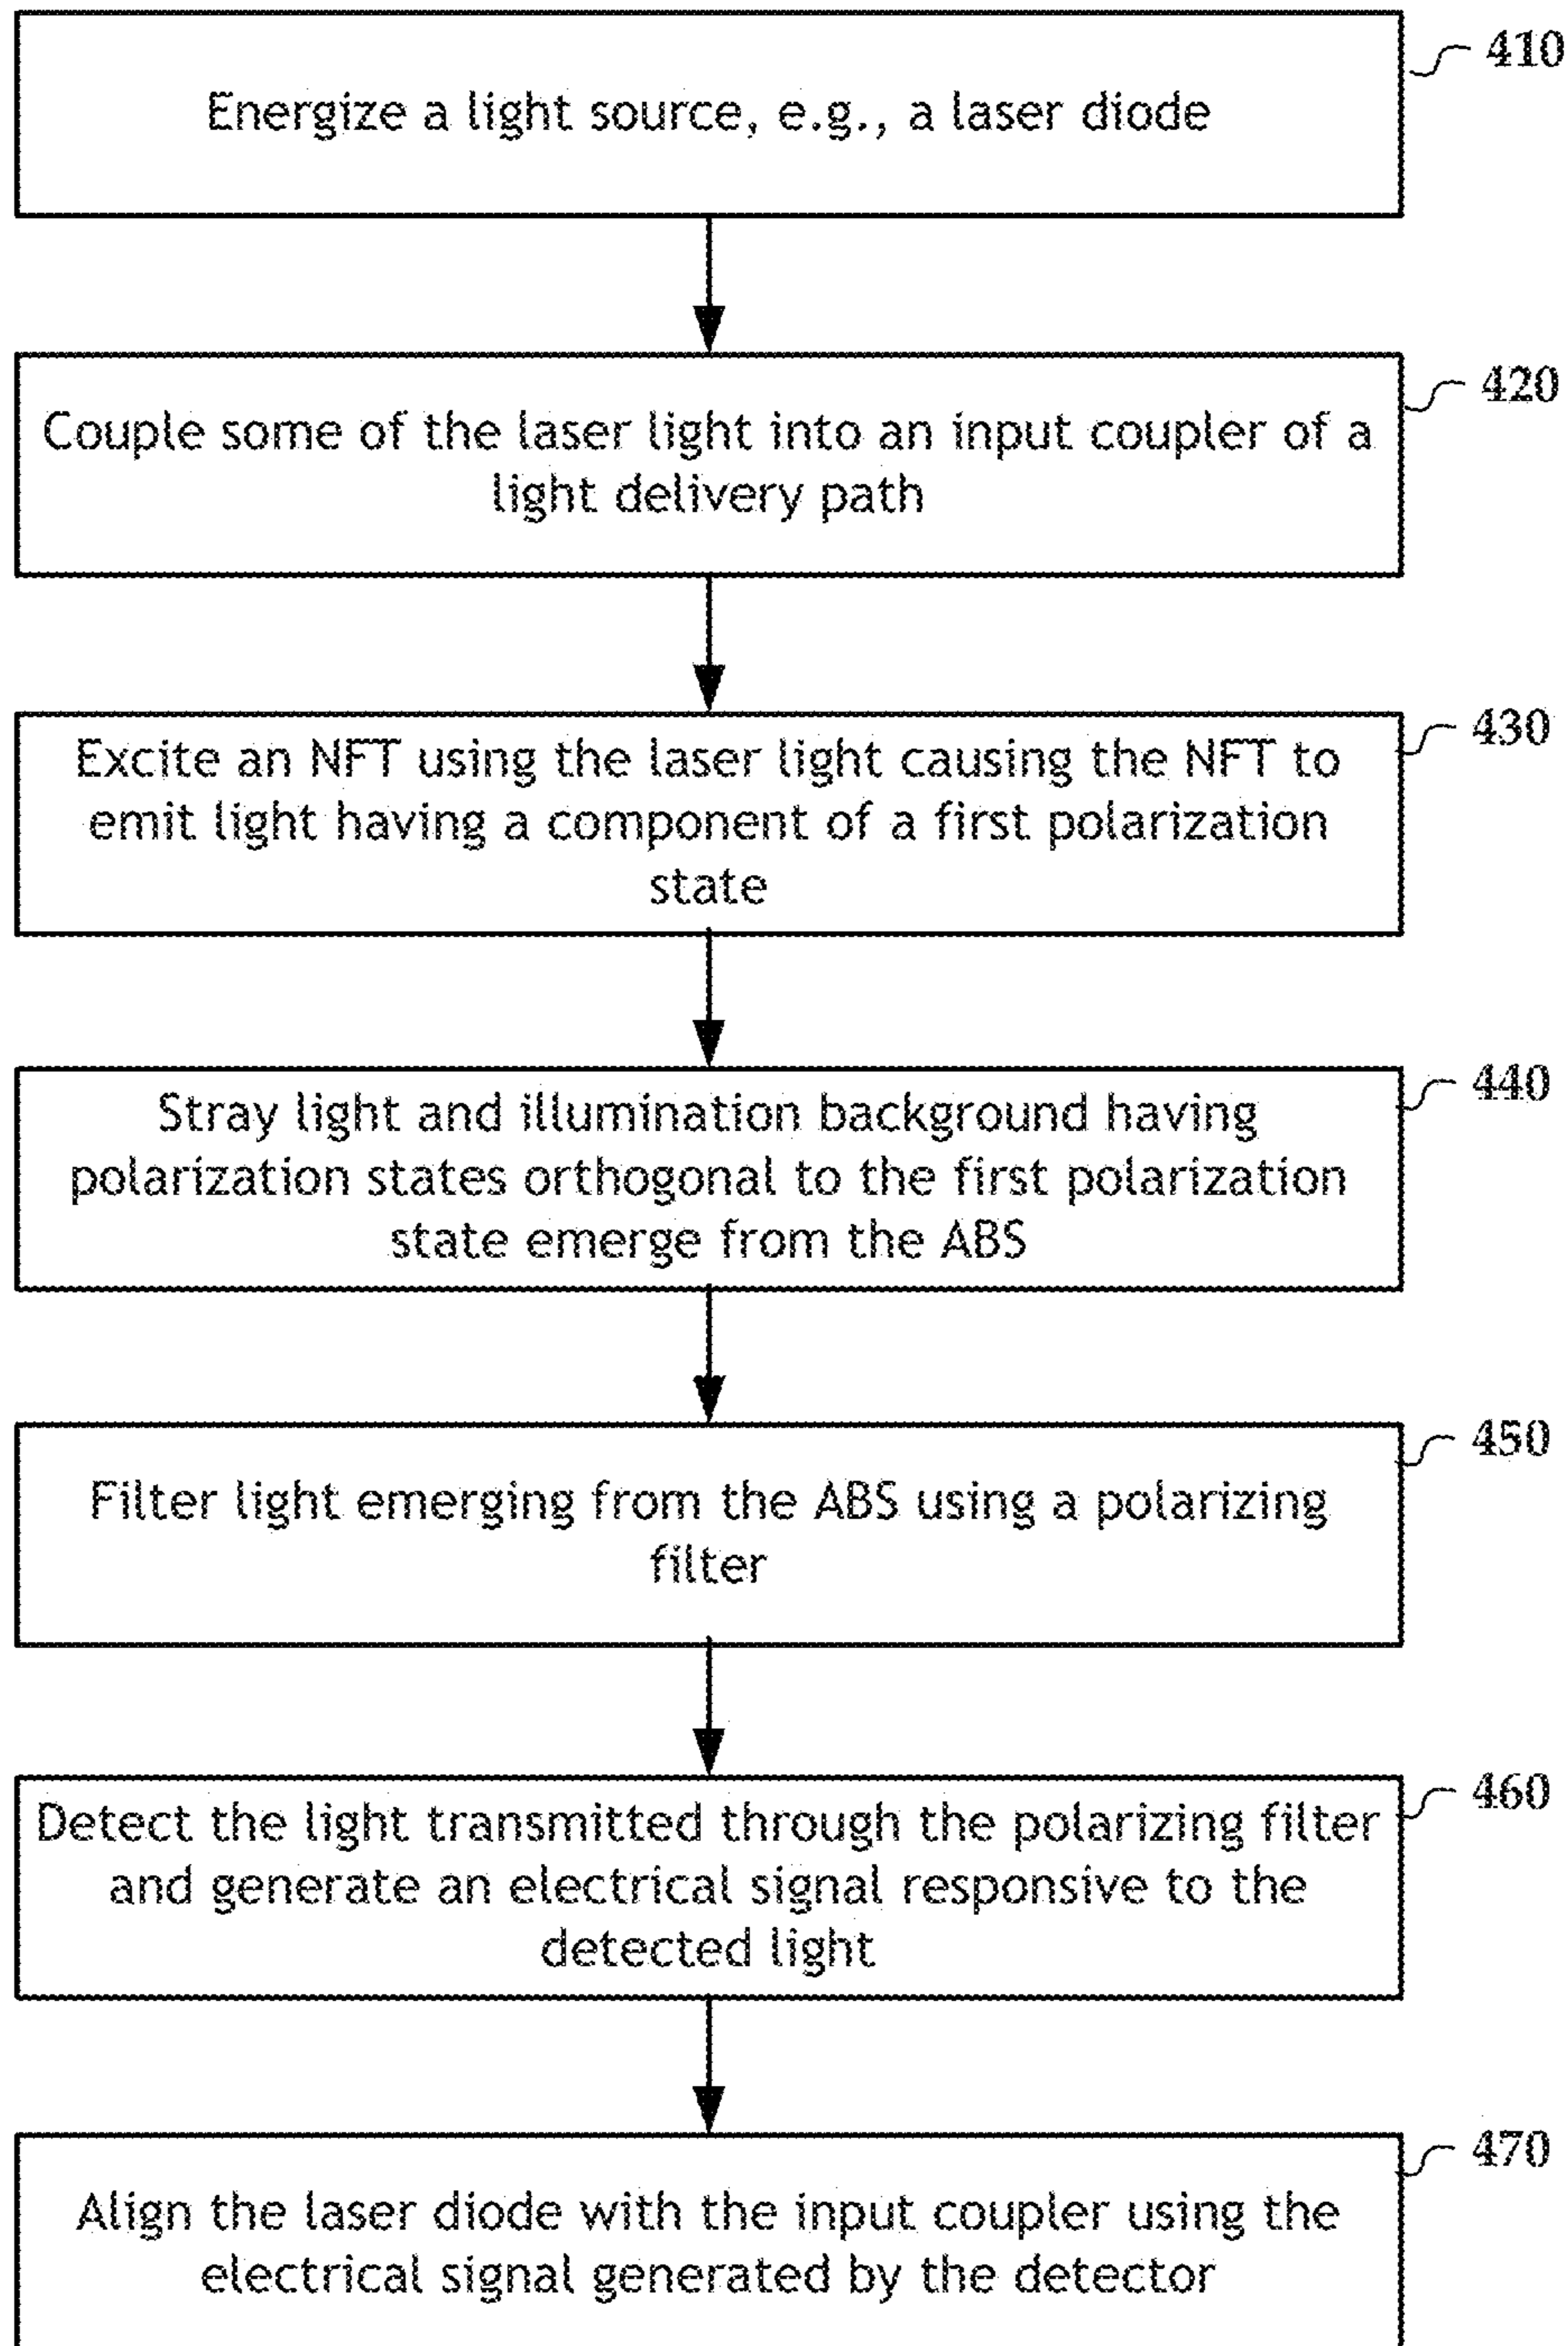 410
Energize a light source, e.g., a laser diode
420
Couple some of the laser light into an input coupler of a
light delivery path
430
Excite an NFT using the laser light causing the NFT to
emit light having a component of a first polarization
state
440
Stray light and illumination background having
polarization states orthogonal to the first polarization
state emerge from the ABS
450
Filter light emerging from the ABS using a polarizing
filter
460
Detect the light transmitted through the polarizing filter
and generate an electrical signal responsive to the
detected light
470
Align the laser diode with the input coupler using the
electrical signal generated by the detector